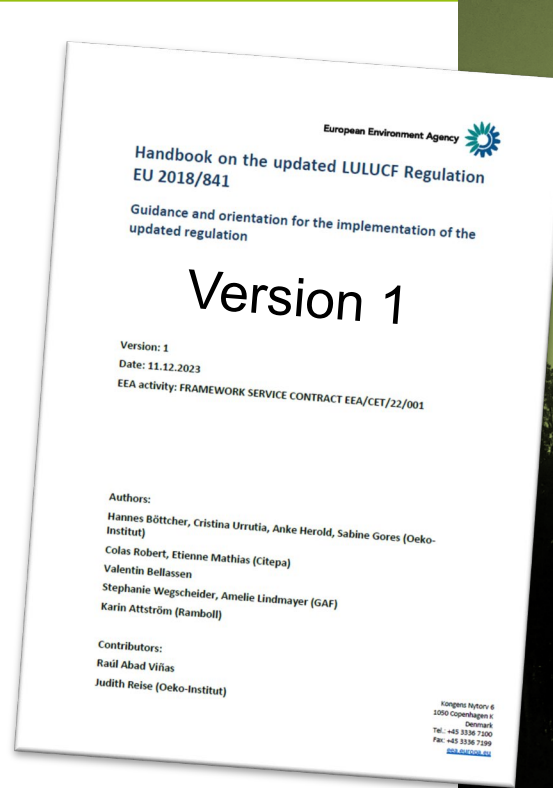 European Environment Agency
Handbook on the updated LULUCF Regulation
EU 2018/841
Guidance and orientation for the implementation of the
updated regulation
Version 1
Version: 1
Date: 11.12.2023
EEA activity: FRAMEWORK SERVICE CONTRACT EEA/CET/22/001
Authors:
Hannes Böttcher, Cristina Urrutia, Anke Herold, Sabine Gores (Oeko-
Institut)
Colas Robert, Etienne Mathias (Citepa)
Valentin Bellassen
Stephanie Wegscheider, Amelie Lindmayer (GAF)
Karin Attström (Ramboll)
Contributors:
Raúl Abad Viñas
Judith Reise (Oeko-Institut)
Kongens Nytorv 6
1050 Copenhagen K
Denmark
Tel.: +45 3336 7100
Fax: +45 3336 7199
eea.europa.eu